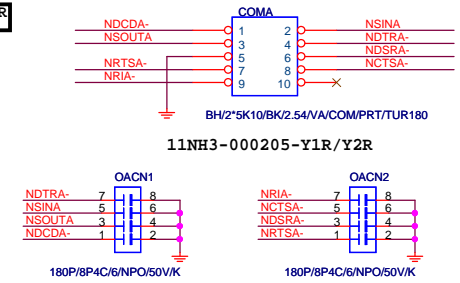 R
COMA
NDCDA- 1 2 NSINA
NSOUTA 3 4 NDTRA-
5 6 NDSRA-
NRTSA- 7 8 NCTSA-
NRIA- 9 10
BH/2*5K10/BK/2.54/VA/COM/PRT/TUR180
11NH3-000205-Y1R/Y2R
OACN1
NDTRA- 7 8
NSINA 5 6
NSOUTA 3 4
NDCDA- 1 2
180P/8P4C/6/NPO/50V/K
OACN2
NRIA- 7 8
NCTSA- 5 6
NDSRA- 3 4
NRTSA- 1 2
180P/8P4C/6/NPO/50V/K